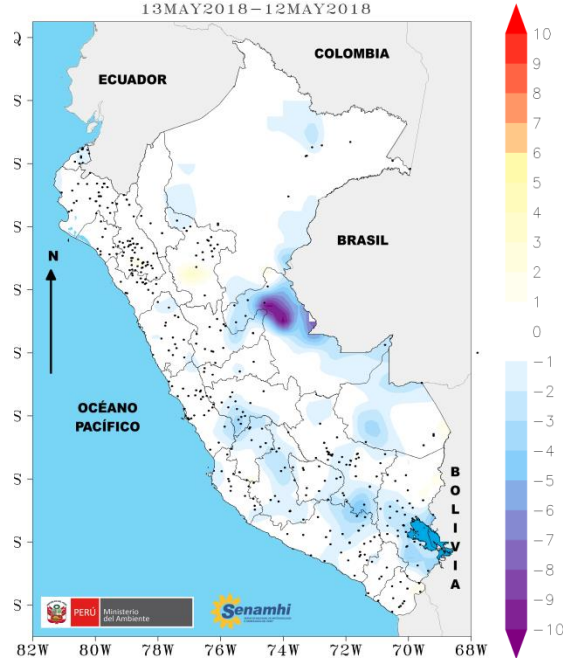 13MAY2018−12MAY2018
COLOMBIA
ECUADOR
BRASIL
N
OCÉANO
PACÍFICO
B
O
L
I
V
I
A
S
S
S
S
S
S
S
S
S
S
PERÚ
Ministerio
del Ambiente
Senamhi
82W 80W 78W 76W 74W 72W 70W 68W
10
9
8
7
6
5
4
3
2
1
0
−1
−2
−3
−4
−5
−6
−7
−8
−9
−10